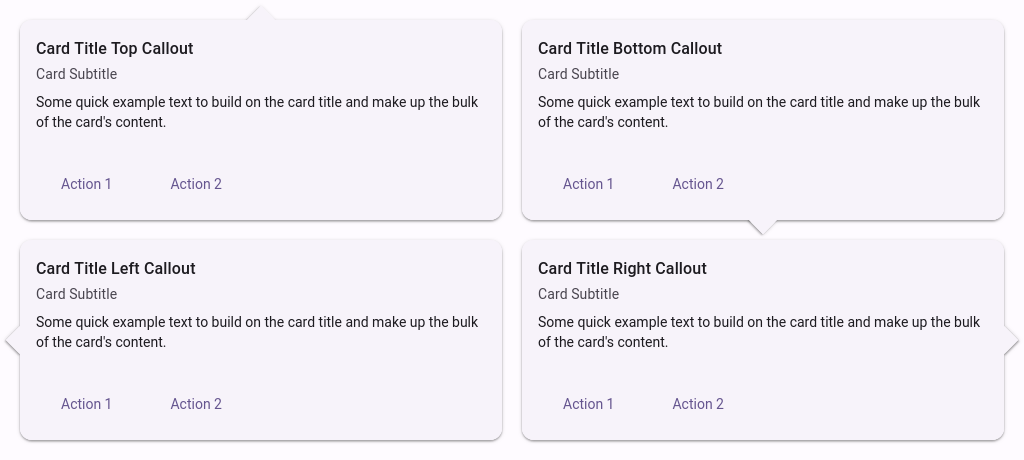 Card Title Top Callout
Card Subtitle
Some quick example text to build on the card title and make up the bulk
of the card's content.
Action 1
Action 2
Card Title Bottom Callout
Card Subtitle
Some quick example text to build on the card title and make up the bulk
of the card's content.
Action 1
Action 2
Card Title Left Callout
Card Subtitle
Some quick example text to build on the card title and make up the bulk
of the card's content.
Action 1
Action 2
Card Title Right Callout
Card Subtitle
Some quick example text to build on the card title and make up the bulk
of the card's content.
Action 1
Action 2